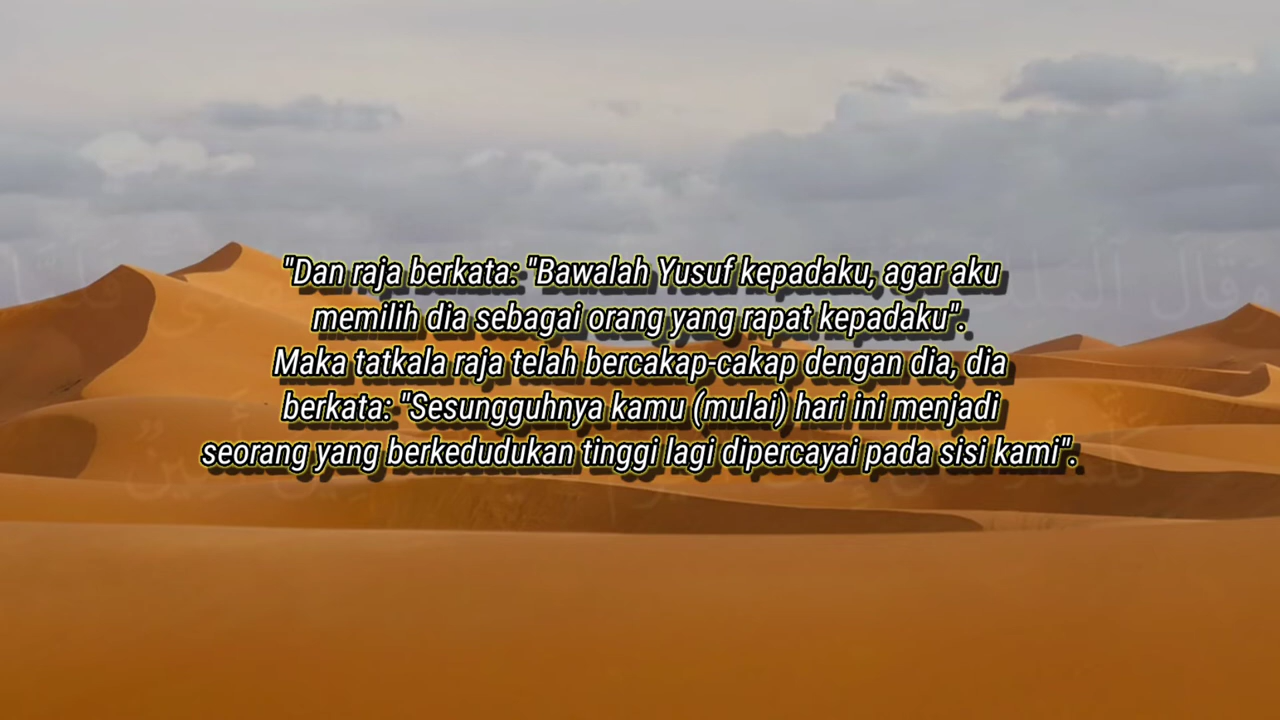 "Dan raja berkata: "Bawalah Yusuf kepadaku, agar aku
memilih dia sebagai orang yang rapat kepadaku".
Maka tatkala raja telah bercakap-cakap dengan dia, dia
berkata: "Sesungguhnya kamu (mulai) hari ini menjadi
seorang yang berkedudukan tinggi lagi dipercayai pada sisi kami".